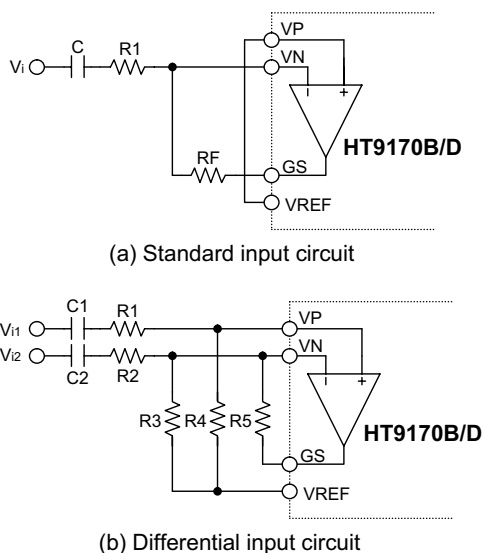 VP
C R1 VN
Vi
− +
HT9170B/D
RF GS
VREF
(a) Standard input circuit
C1 R1 VP
Vi1
VN
Vi2
C2 R2
− +
R3 R4 R5
HT9170B/D
GS
VREF
(b) Differential input circuit